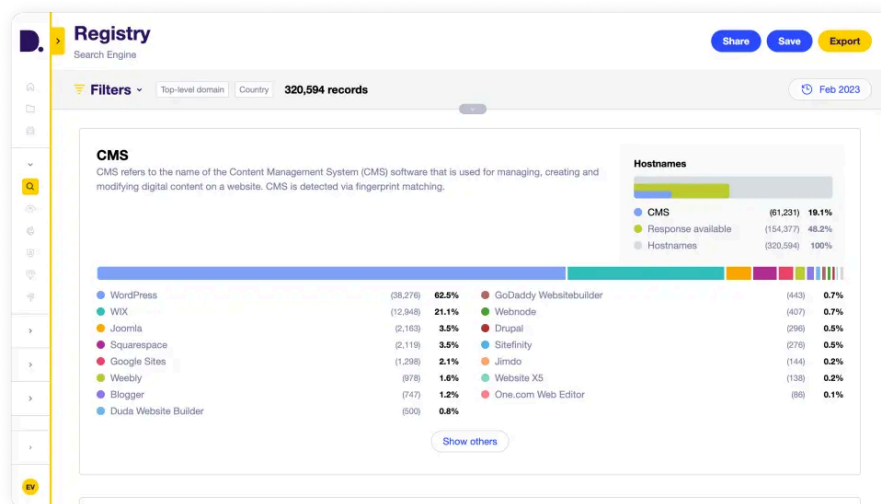 D.
Registry
Search Engine
Share
Save
Export
Filters
Top-level domain
Country
320,594 records
Feb 2023
CMS
CMS refers to the name of the Content Management System (CMS) software that is used for managing, creating and
modifying digital content on a website. CMS is detected via fingerprint matching.
Hostnames
CMS (61,231) 19.1%
Response available (154,377) 48.2%
Hostnames (320,594) 100%
WordPress (38,276) 62.5%
WIX (12,948) 21.1%
Joomla (2,163) 3.5%
Squarespace (2,119) 3.5%
Google Sites (1,298) 2.1%
Weebly (978) 1.6%
Blogger (747) 1.2%
Duda Website Builder (500) 0.8%
GoDaddy Websitebuilder (443) 0.7%
Webnode (407) 0.7%
Drupal (296) 0.5%
Sitefinity (276) 0.5%
Jimdo (144) 0.2%
Website X5 (138) 0.2%
One.com Web Editor (86) 0.1%
Show others
EV